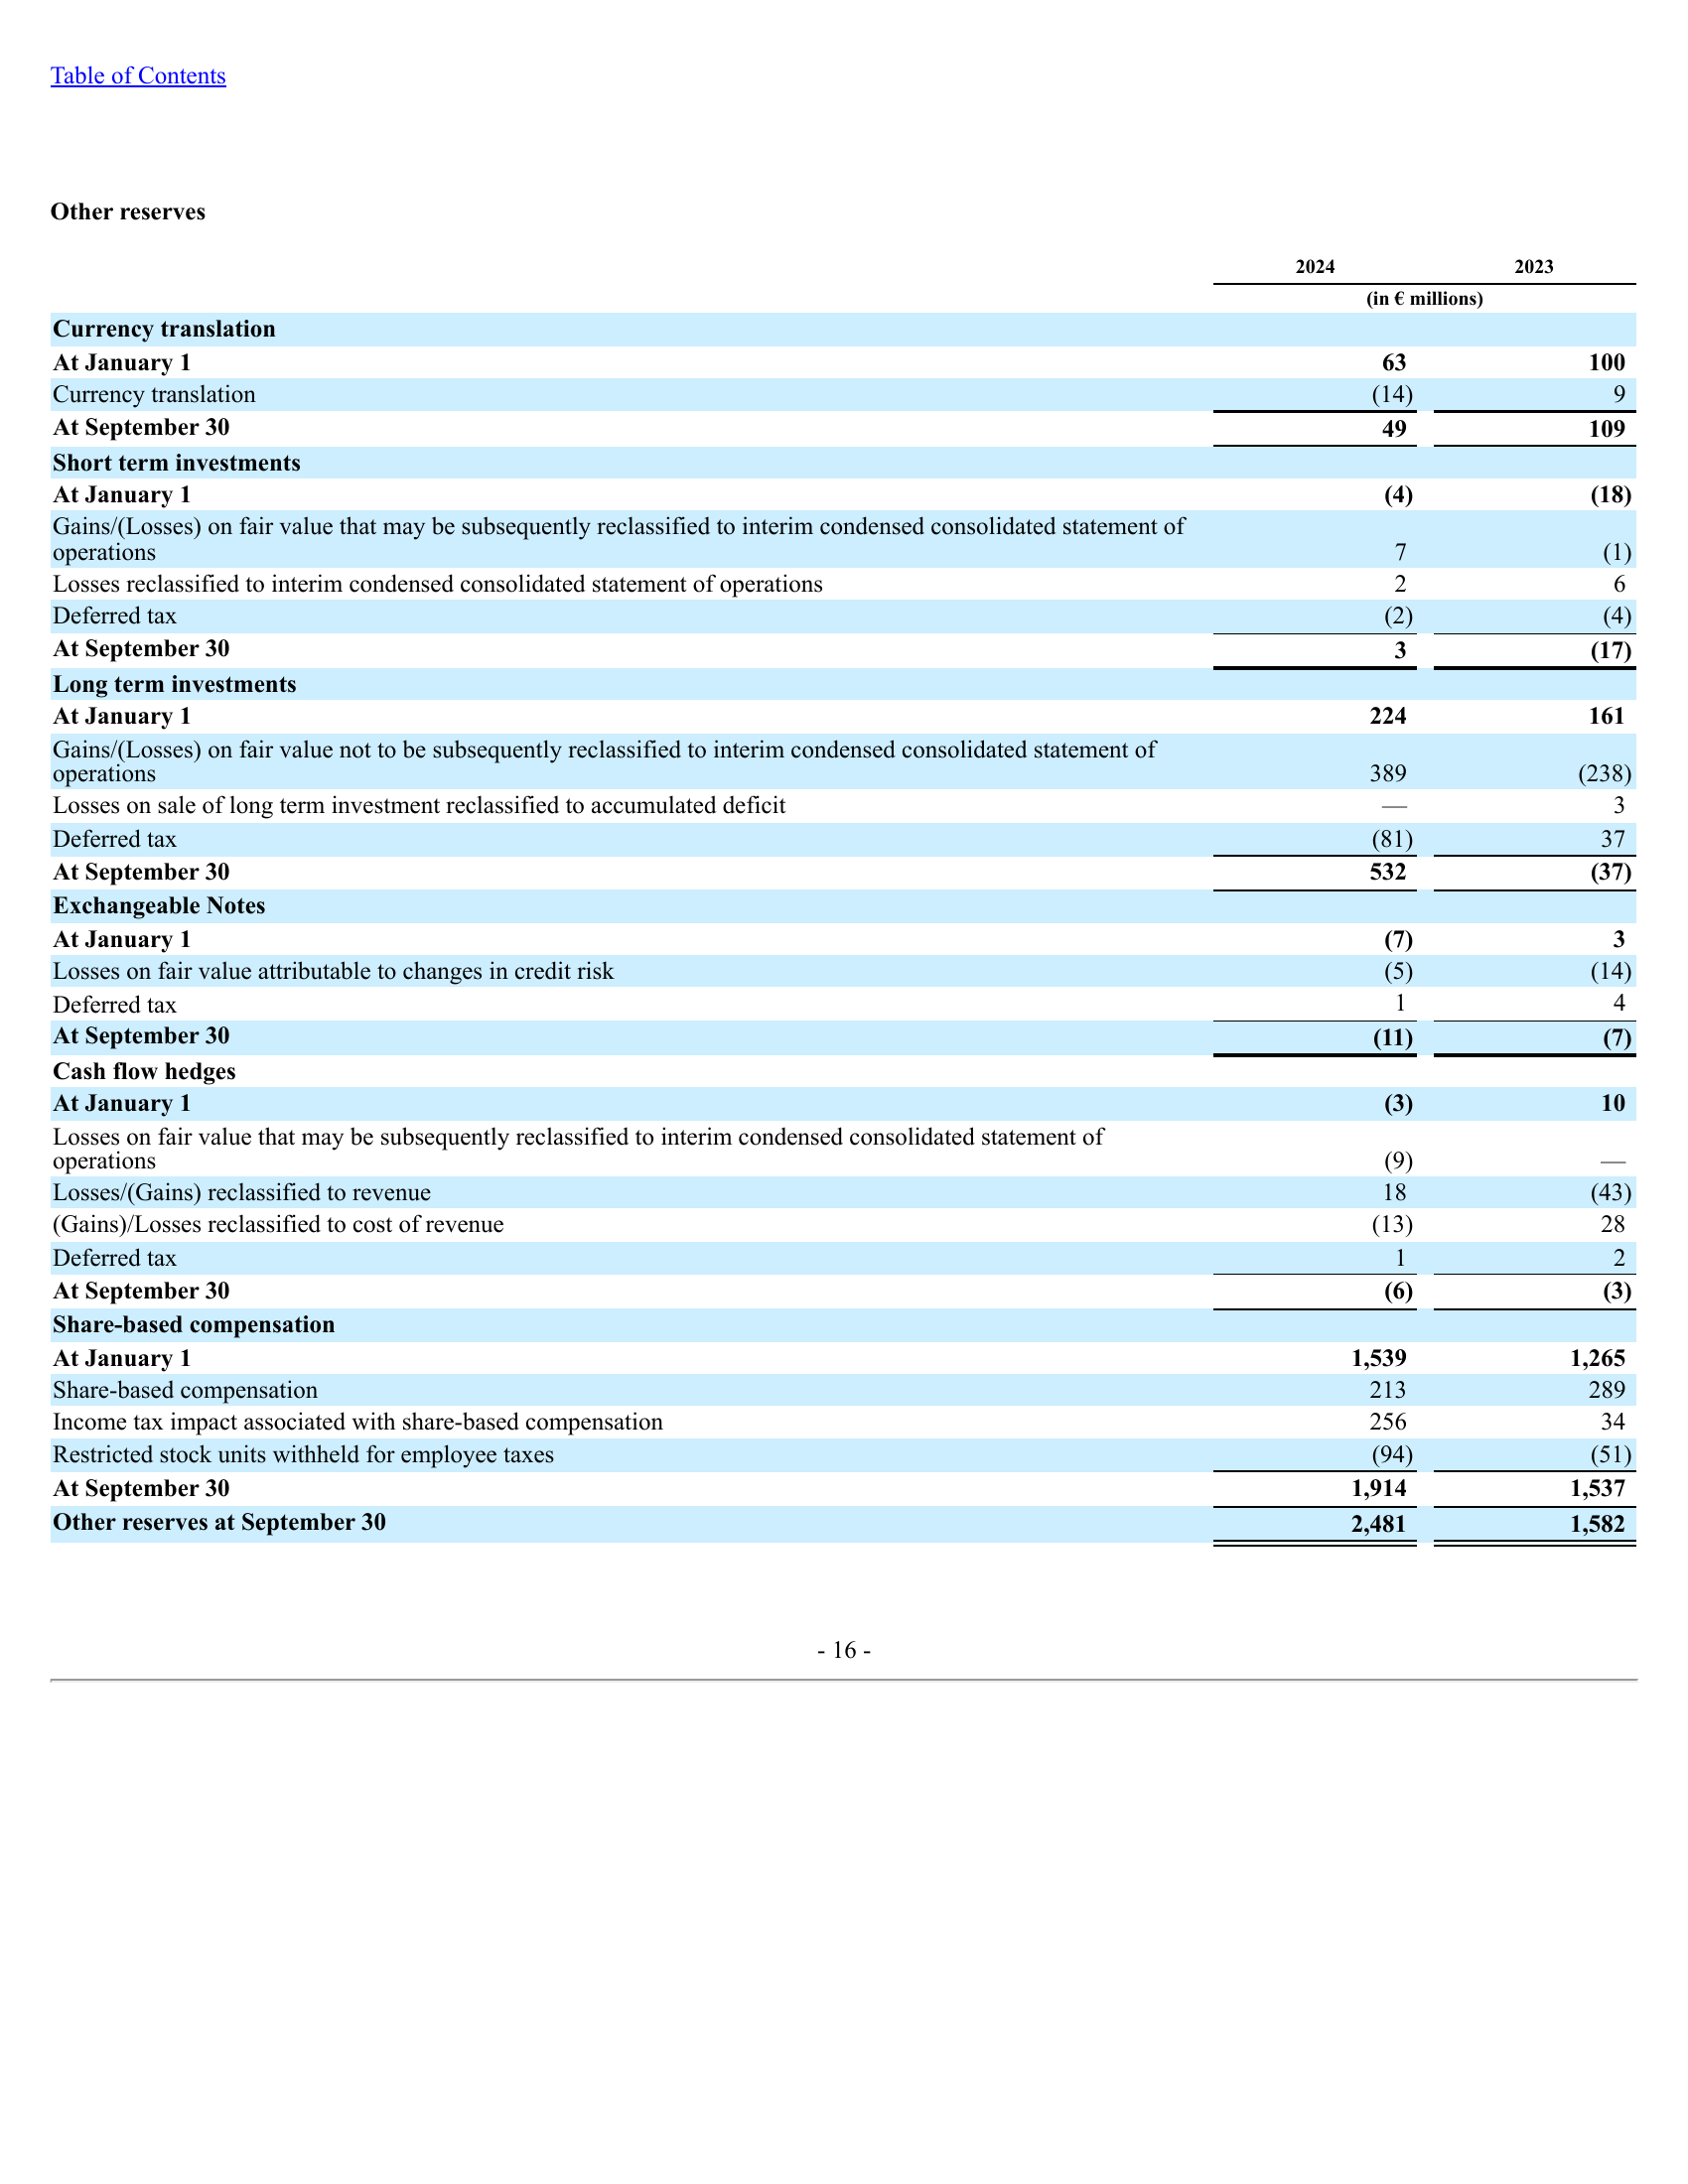 Table of Contents
Other reserves
2024 2023
(in € millions)
Currency translation
At January 1 63 100
Currency translation (14) 9
At September 30 49 109
Short term investments
At January 1 (4) (18)
Gains/(Losses) on fair value that may be subsequently reclassified to interim condensed consolidated statement of
operations 7 (1)
Losses reclassified to interim condensed consolidated statement of operations 2 6
Deferred tax (2) (4)
At September 30 3 (17)
Long term investments
At January 1 224 161
Gains/(Losses) on fair value not to be subsequently reclassified to interim condensed consolidated statement of
operations 389 (238)
Losses on sale of long term investment reclassified to accumulated deficit — 3
Deferred tax (81) 37
At September 30 532 (37)
Exchangeable Notes
At January 1 (7) 3
Losses on fair value attributable to changes in credit risk (5) (14)
Deferred tax 1 4
At September 30 (11) (7)
Cash flow hedges
At January 1 (3) 10
Losses on fair value that may be subsequently reclassified to interim condensed consolidated statement of
operations (9) —
Losses/(Gains) reclassified to revenue 18 (43)
(Gains)/Losses reclassified to cost of revenue (13) 28
Deferred tax 1 2
At September 30 (6) (3)
Share-based compensation
At January 1 1,539 1,265
Share-based compensation 213 289
Income tax impact associated with share-based compensation 256 34
Restricted stock units withheld for employee taxes (94) (51)
At September 30 1,914 1,537
Other reserves at September 30 2,481 1,582
- 16 -